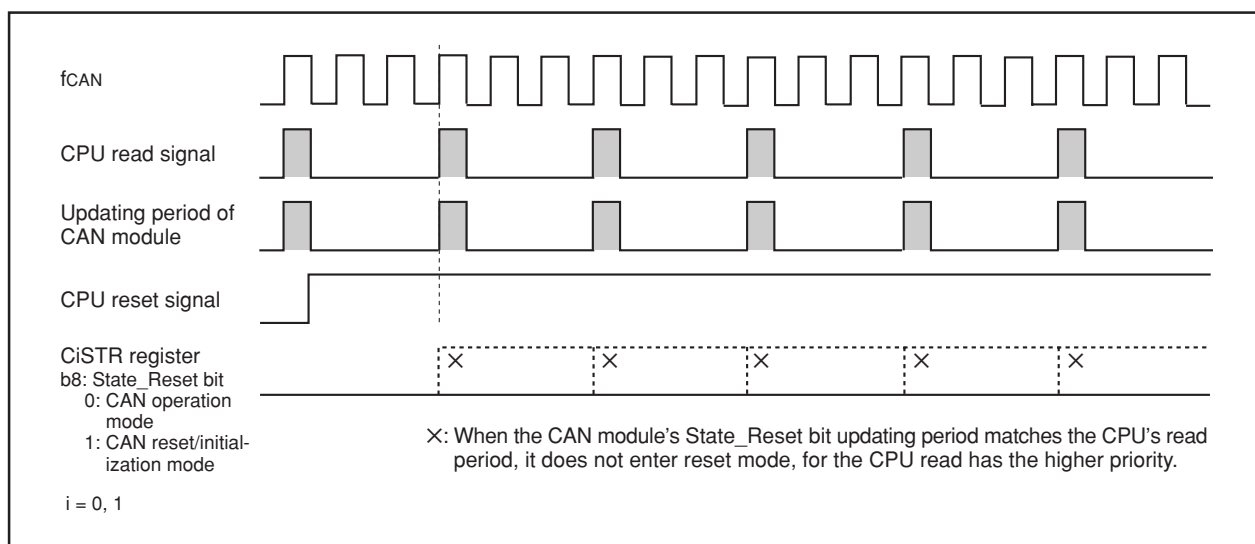 fCAN
CPU read signal
Updating period of
CAN module
CPU reset signal
CiSTR register
b8: State_Reset bit
0: CAN operation
mode
1: CAN reset/initial-
ization mode
×: When the CAN module's State_Reset bit updating period matches the CPU's read
period, it does not enter reset mode, for the CPU read has the higher priority.
i = 0, 1
× × × × ×